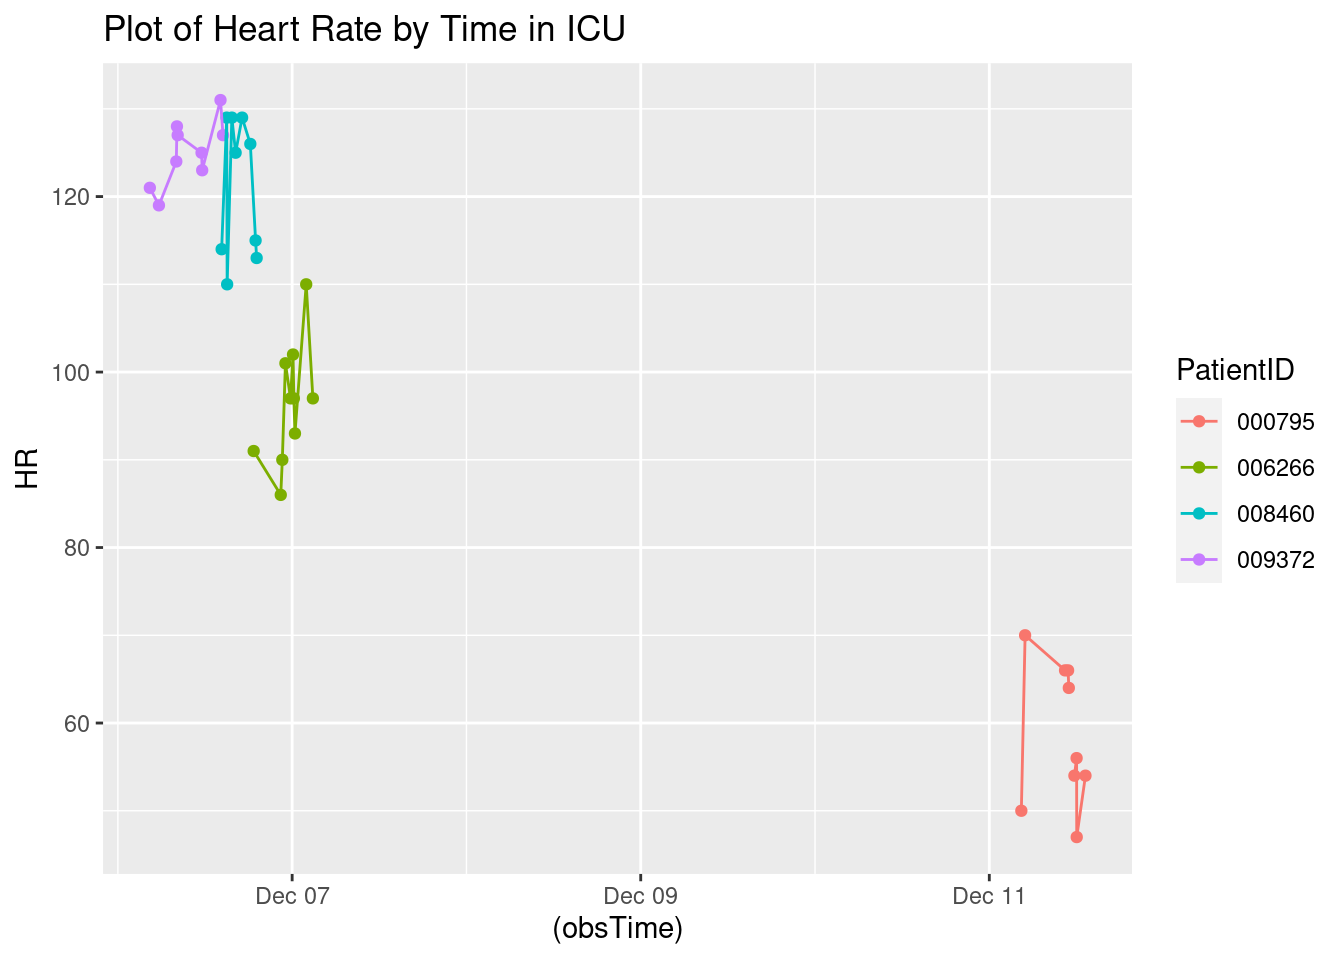 Plot of Heart Rate by Time in ICU
HR
120
100
80
60
Dec 07
Dec 09
Dec 11
(obsTime)
PatientID
000795
006266
008460
009372